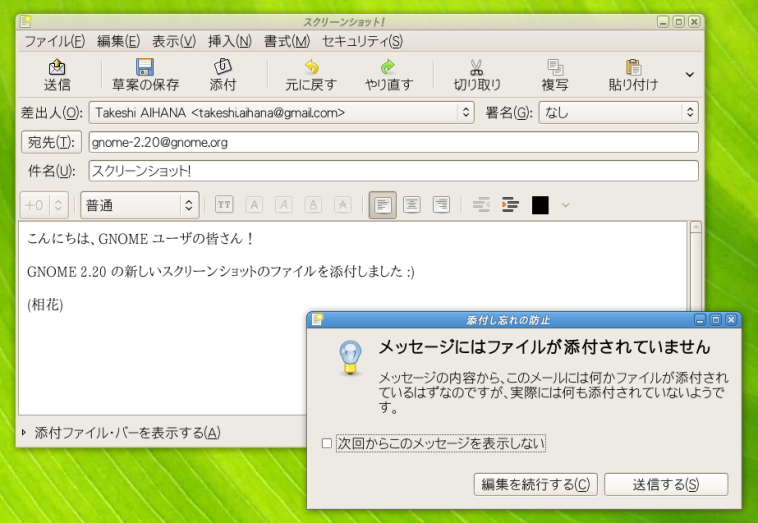 スクリーンショット!
ファイル(F) 編集(E) 表示(V) 挿入(N) 書式(M) セキュリティ(S)
送信 草案の保存 添付 元に戻す やり直す 切り取り 複写 貼り付け
差出人(O): Takeshi AIHANA <takeshi.aihana@gmail.com> 署名(G): なし
宛先(T): gnome-2.20@gnome.org
件名(U): スクリーンショット!
+0 普通 TT A A A A
こんにちは、GNOME ユーザの皆さん！
GNOME 2.20 の新しいスクリーンショットのファイルを添付しました :)
(相花)
添付し忘れの防止
メッセージにはファイルが添付されていません
メッセージの内容から、このメールには何かファイルが添付され
ているはずなのですが、実際には何も添付されていないようで
す。
次回からこのメッセージを表示しない
編集を続行する(C) 送信する(S)
添付ファイル・バーを表示する(A)